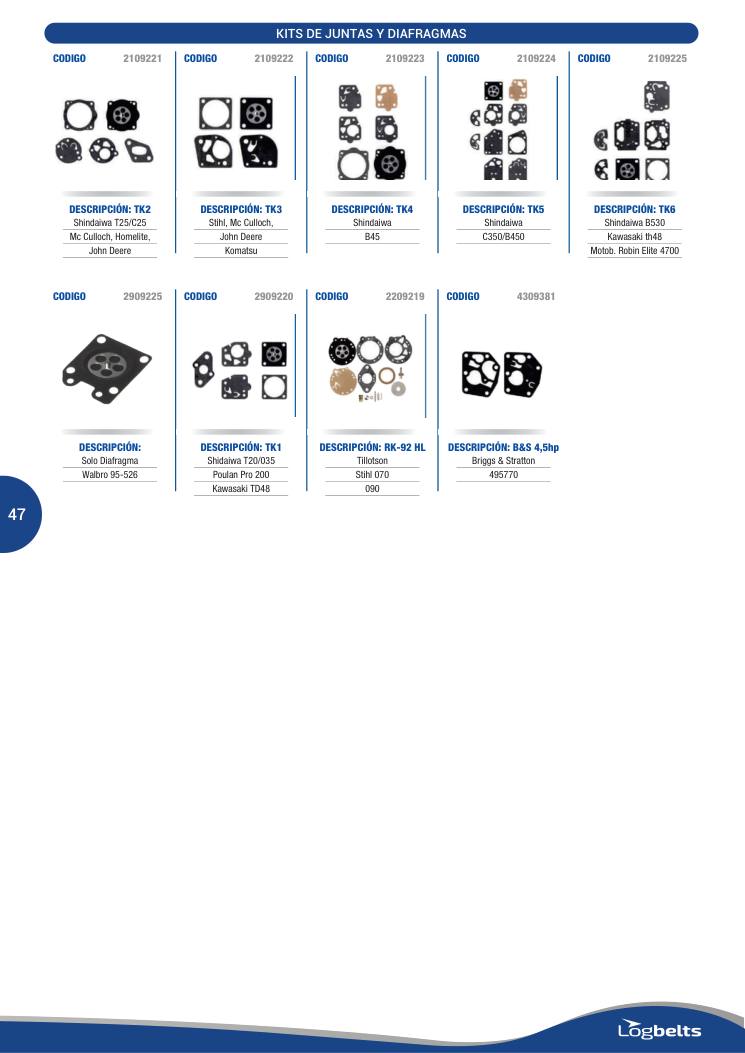 KITS DE JUNTAS Y DIAFRAGMAS
CODIGO 2109221
DESCRIPCIÓN: TK2
Shindaiwa T25/C25
Mc Culloch, Homelite,
John Deere
CODIGO 2109222
DESCRIPCIÓN: TK3
Stihl, Mc Culloch,
John Deere
Komatsu
CODIGO 2109223
DESCRIPCIÓN: TK4
Shindaiwa
B45
CODIGO 2109224
DESCRIPCIÓN: TK5
Shindaiwa
C350/B450
CODIGO 2109225
DESCRIPCIÓN: TK6
Shindaiwa B530
Kawasaki th48
Motob. Robin Elite 4700
CODIGO 2909225
DESCRIPCIÓN:
Solo Diafragma
Walbro 95-526
CODIGO 2909220
DESCRIPCIÓN: TK1
Shidaiwa T20/035
Poulan Pro 200
Kawasaki TD48
CODIGO 2209219
DESCRIPCIÓN: RK-92 HL
Tillotson
Stihl 070
090
CODIGO 4309381
DESCRIPCIÓN: B&S 4,5hp
Briggs & Stratton
495770
47
Logbelts